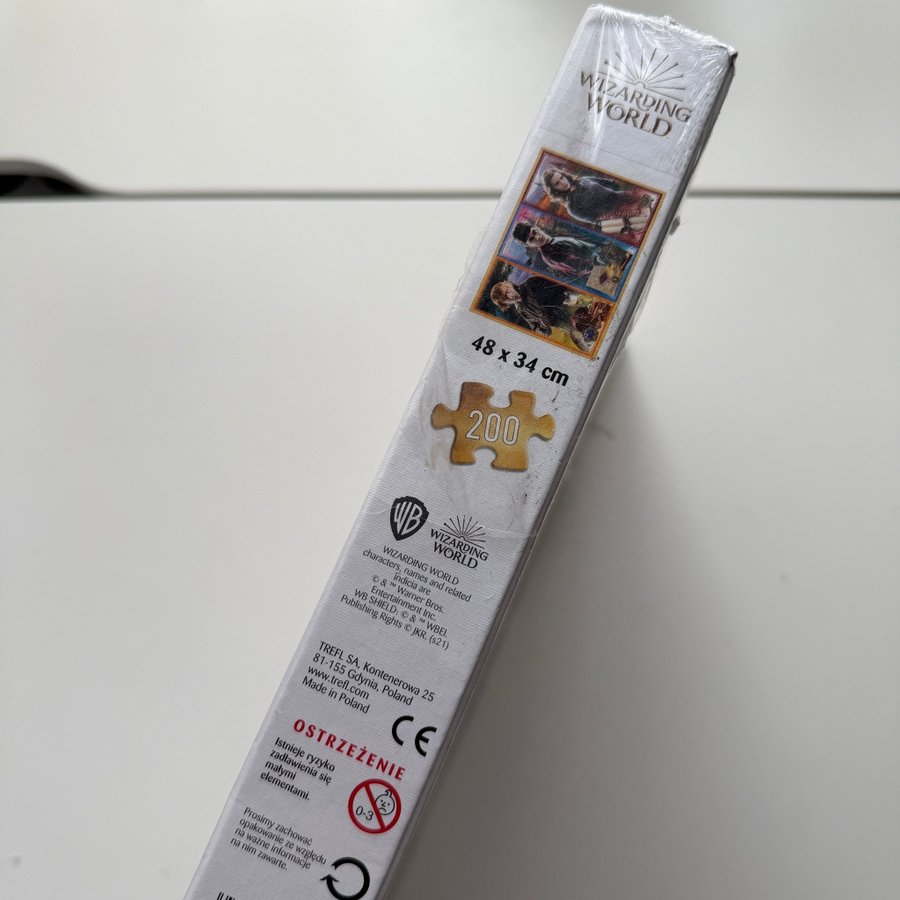 WIZARDING
WORLD
48 x 34 cm
200
WB
WIZARDING
WORLD
WIZARDING WORLD
characters, names and related
indicia are
© & ™ Warner Bros.
Entertainment Inc.
WB SHIELD: © & ™ WBEI.
Publishing Rights © JKR. (s21)
TREFL SA, Kontenerowa 25
81-155 Gdynia, Poland
www.trefl.com
Made in Poland
CE
OSTRZEŻENIE
Istnieje ryzyko
zadławienia się
małymi
elementami.
0-3
Prosimy zachować
opakowanie ze względu
na ważne informacje
na nim zawarte.